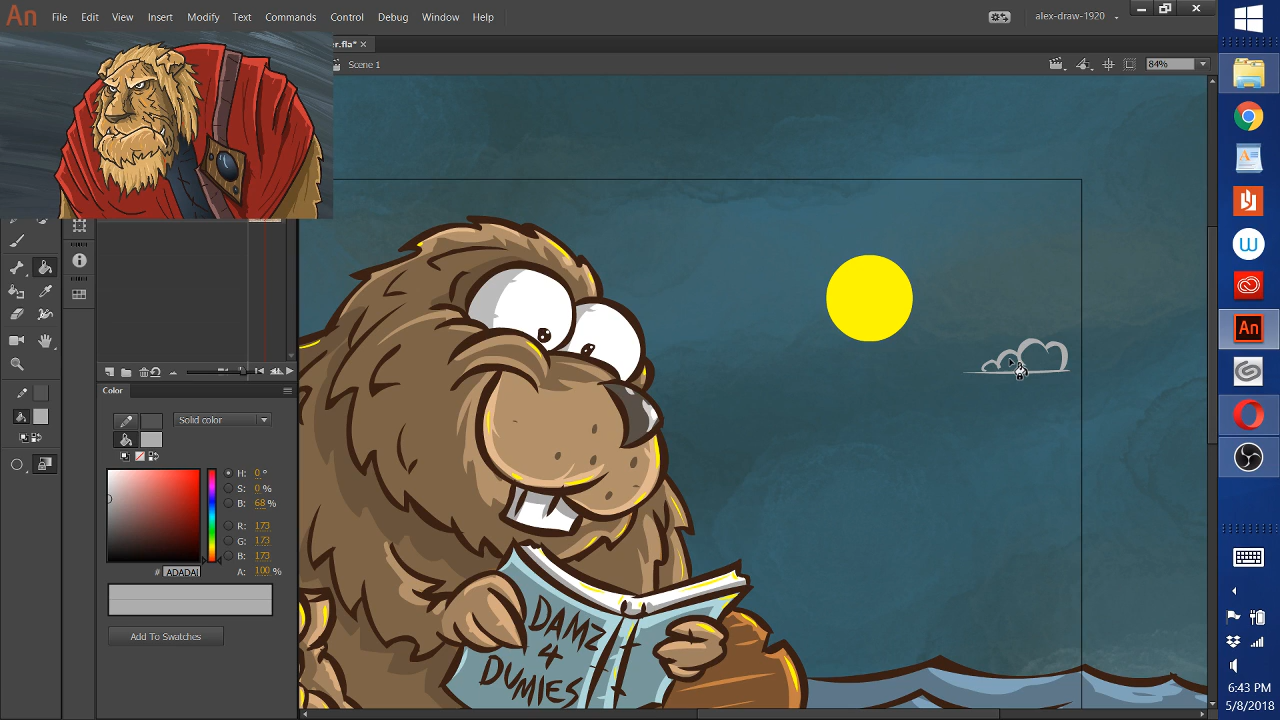 An File Edit View Insert Modify Text Commands Control Debug Window Help alex-draw-1920
er.fla* ×
Scene 1 84%
Color
Solid color
H: 0 °
S: 0 %
B: 68 %
R: 173
G: 173
B: 173
# ADADAD A: 100 %
Add To Swatches
DAMZ
4
DUMIES
An
6:43 PM
5/8/2018